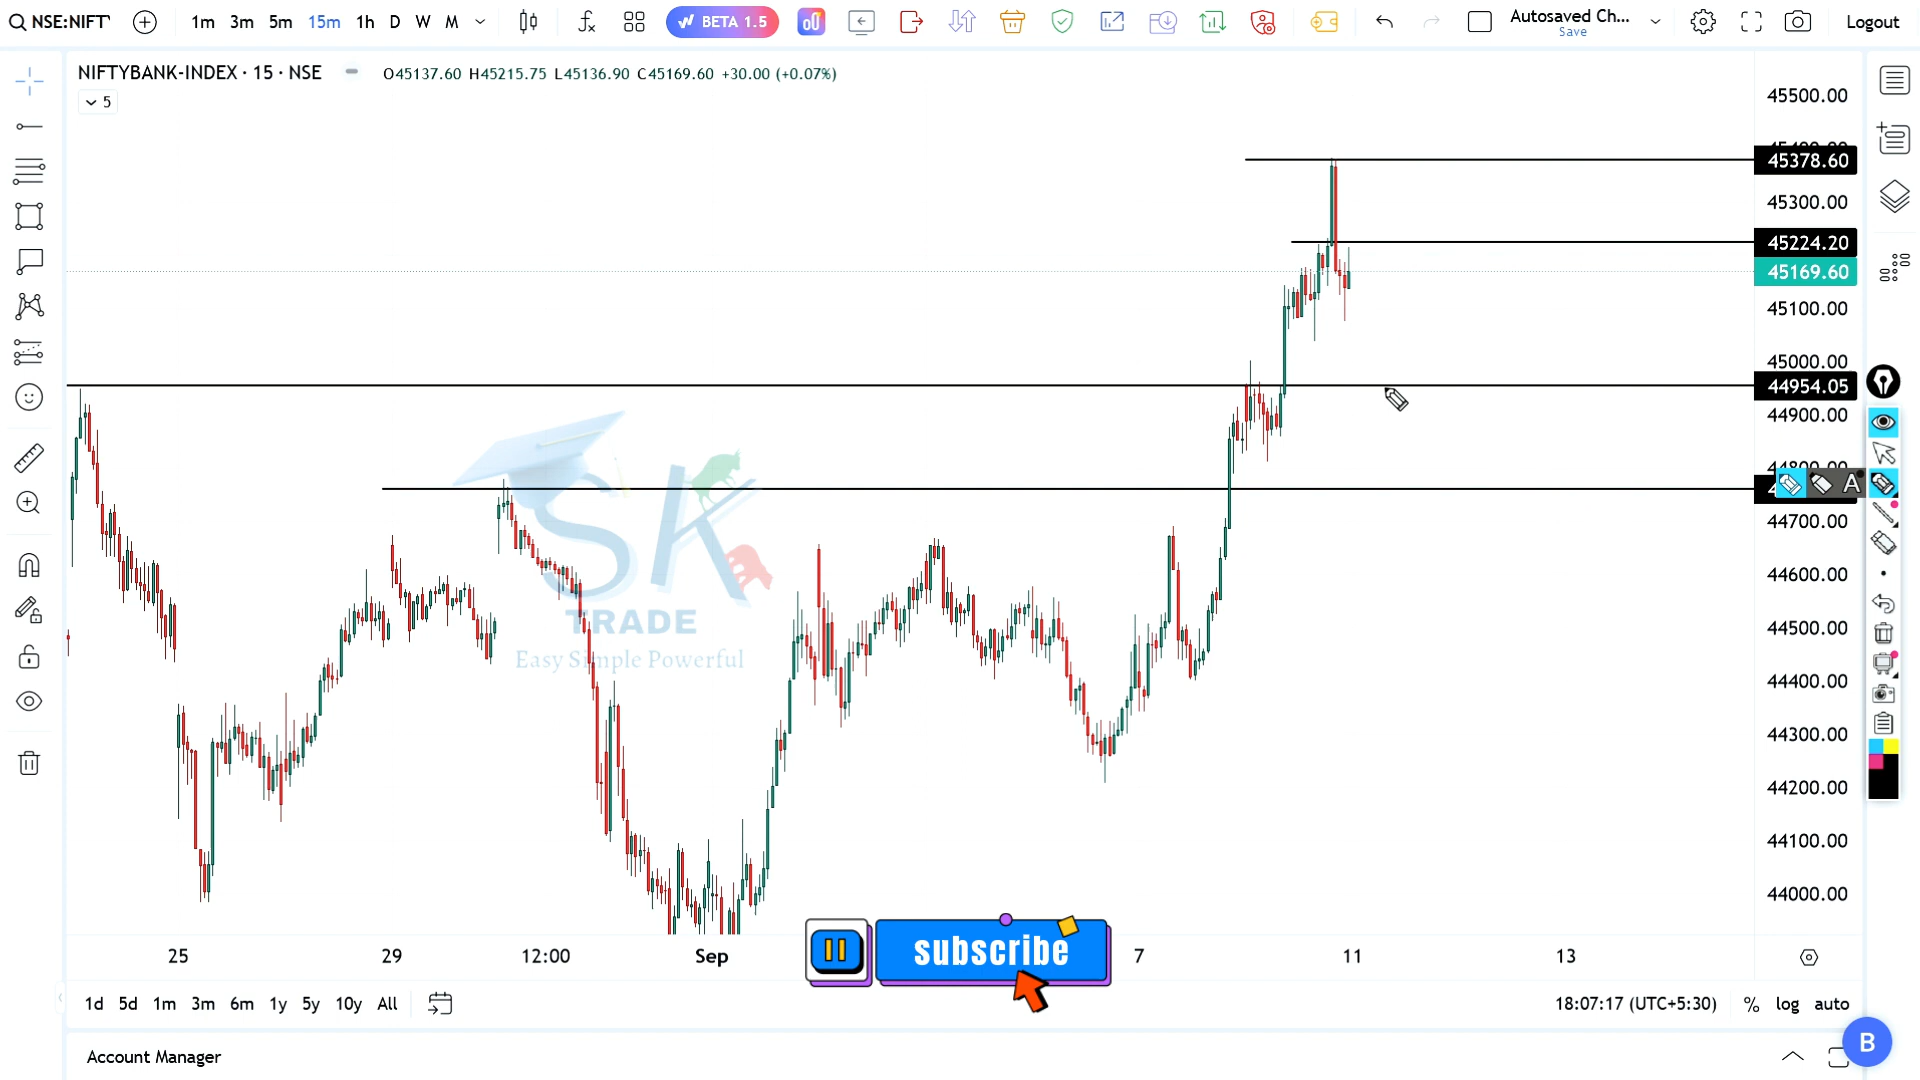 NSE:NIFT
1m 3m 5m 15m 1h D W M
BETA 1.5
Autosaved Ch...
Save
Logout
NIFTYBANK-INDEX · 15 · NSE
O45137.60 H45215.75 L45136.90 C45169.60 +30.00 (+0.07%)
5
45500.00
45378.60
45300.00
45224.20
45169.60
45100.00
45000.00
44954.05
44900.00
A
44700.00
44600.00
44500.00
44400.00
44300.00
44200.00
44100.00
44000.00
SK
TRADE
Easy Simple Powerful
subscribe
25 29 12:00 Sep 7 11 13
1d 5d 1m 3m 6m 1y 5y 10y All
18:07:17 (UTC+5:30) % log auto
Account Manager
B